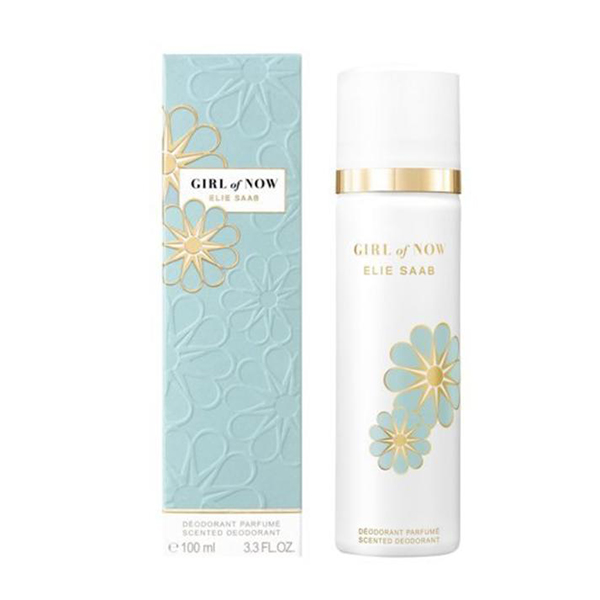 GIRL of NOW
ELIE SAAB
DÉODORANT PARFUMÉ
SCENTED DEODORANT
℮ 100 ml 3.3 FL.OZ.
GIRL of NOW
ELIE SAAB
DÉODORANT PARFUMÉ
SCENTED DEODORANT